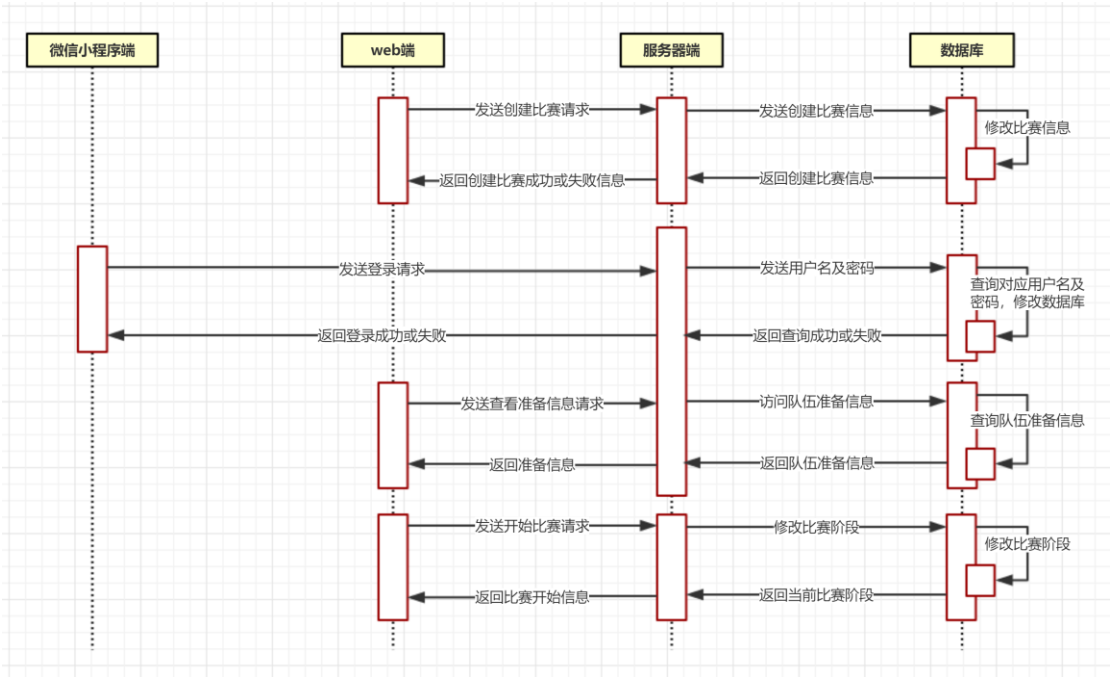 微信小程序端
web端
服务器端
数据库
发送创建比赛请求
发送创建比赛信息
修改比赛信息
返回创建比赛成功或失败信息
返回创建比赛信息
发送登录请求
发送用户名及密码
查询对应用户名及
密码，修改数据库
返回登录成功或失败
返回查询成功或失败
发送查看准备信息请求
访问队伍准备信息
查询队伍准备信息
返回准备信息
返回队伍准备信息
发送开始比赛请求
修改比赛阶段
修改比赛阶段
返回比赛开始信息
返回当前比赛阶段